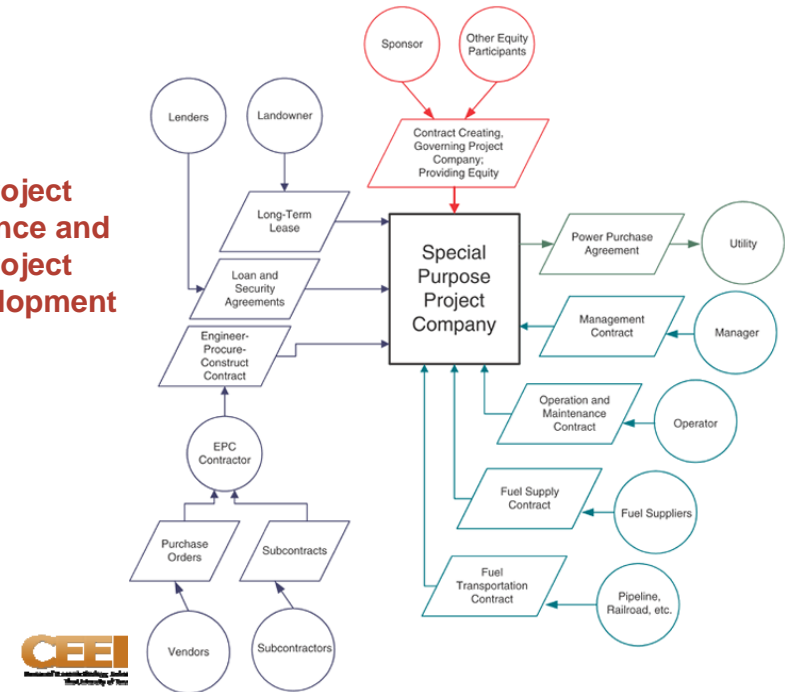 Sponsor
Other Equity
Participants
Lenders
Landowner
Contract Creating,
Governing Project
Company;
Providing Equity
oject
nce and
oject
lopment
Long-Term
Lease
Special
Purpose
Project
Company
Power Purchase
Agreement
Utility
Loan and
Security
Agreements
Management
Contract
Manager
Engineer-
Procure-
Construct
Contract
Operation and
Maintenance
Contract
Operator
EPC
Contractor
Fuel Supply
Contract
Fuel Suppliers
Purchase
Orders
Subcontracts
Fuel
Transportation
Contract
Pipeline,
Railroad, etc.
Vendors
Subcontractors
CEE